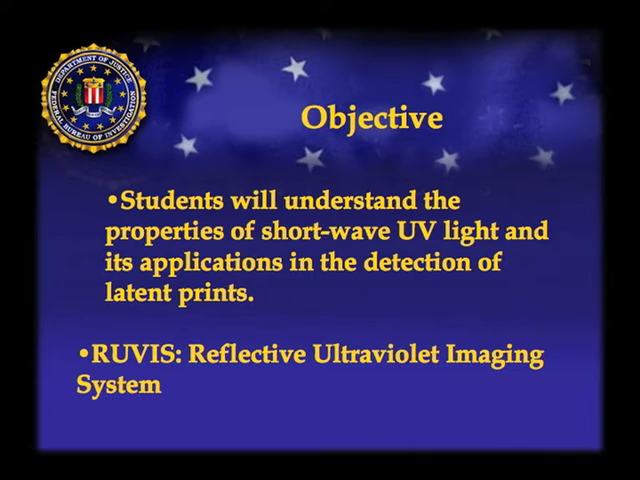 DEPARTMENT OF JUSTICE
FEDERAL BUREAU OF INVESTIGATION
Objective
•Students will understand the
properties of short-wave UV light and
its applications in the detection of
latent prints.
•RUVIS: Reflective Ultraviolet Imaging
System